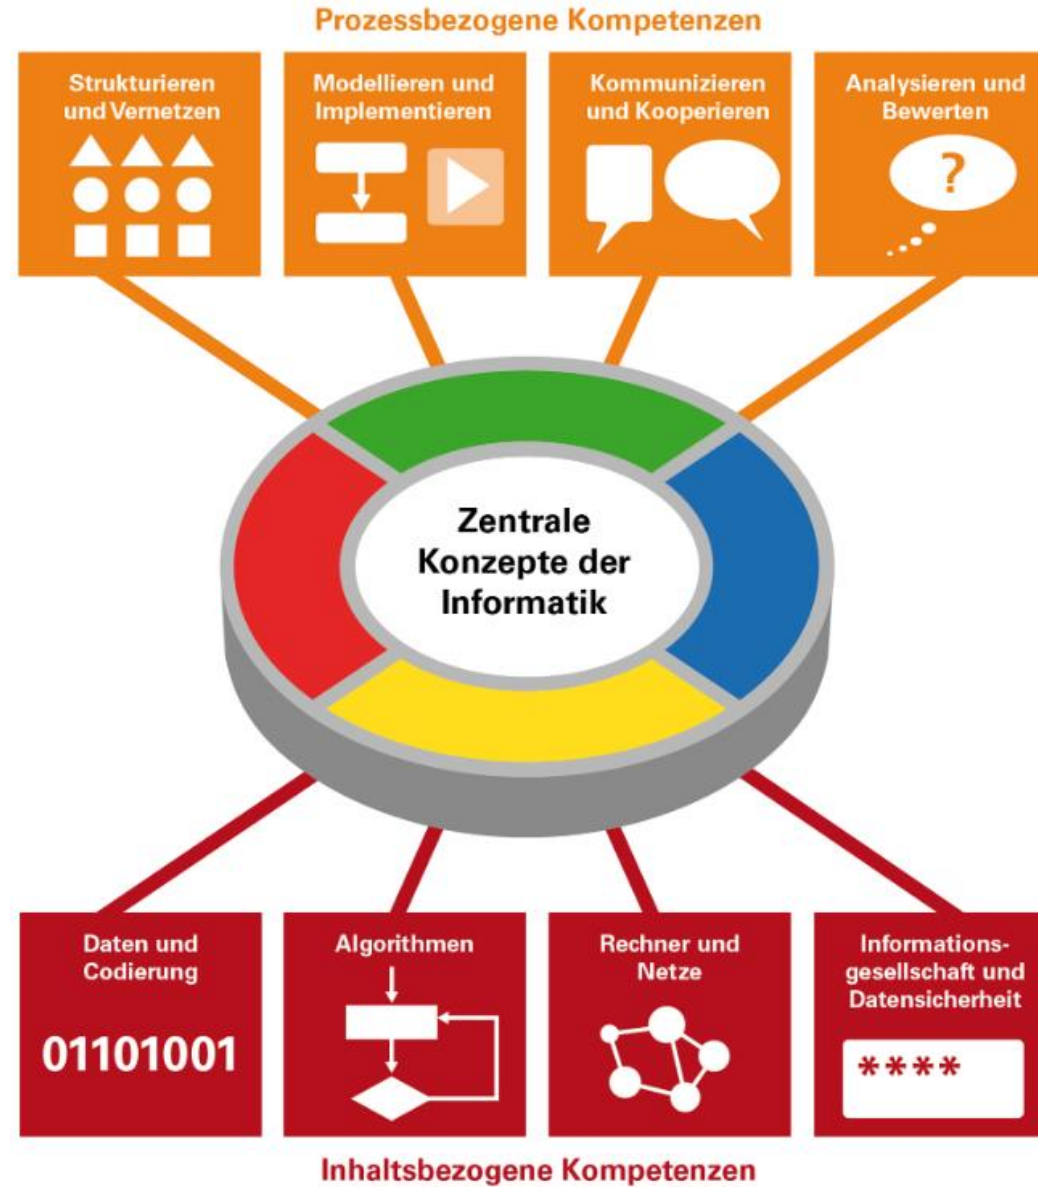 Prozessbezogene Kompetenzen
Strukturieren
und Vernetzen
Modellieren und
Implementieren
Kommunizieren
und Kooperieren
Analysieren und
Bewerten
?
Zentrale
Konzepte der
Informatik
Daten und
Codierung
01101001
Algorithmen
Rechner und
Netze
Informations-
gesellschaft und
Datensicherheit
****
Inhaltsbezogene Kompetenzen